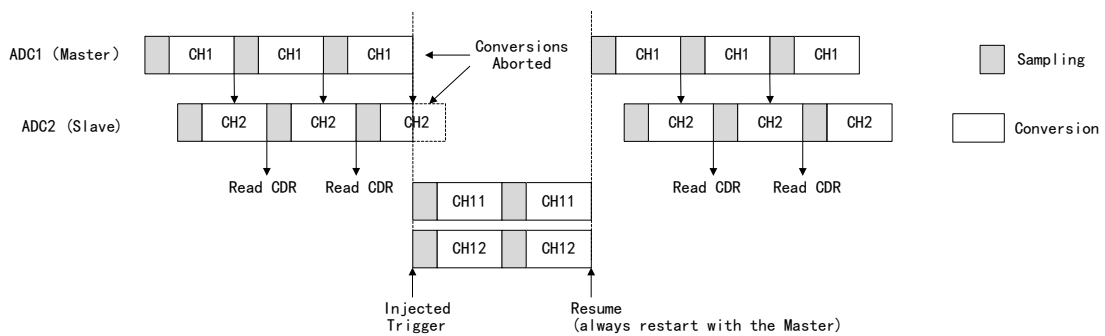 ADC1 (Master)
CH1 CH1 CH1
Conversions
Aborted
CH1 CH1 CH1
Sampling
ADC2 (Slave)
CH2 CH2 CH2
CH2 CH2 CH2
Conversion
Read CDR Read CDR
Read CDR Read CDR
CH11 CH11
CH12 CH12
Injected
Trigger
Resume
(always restart with the Master)